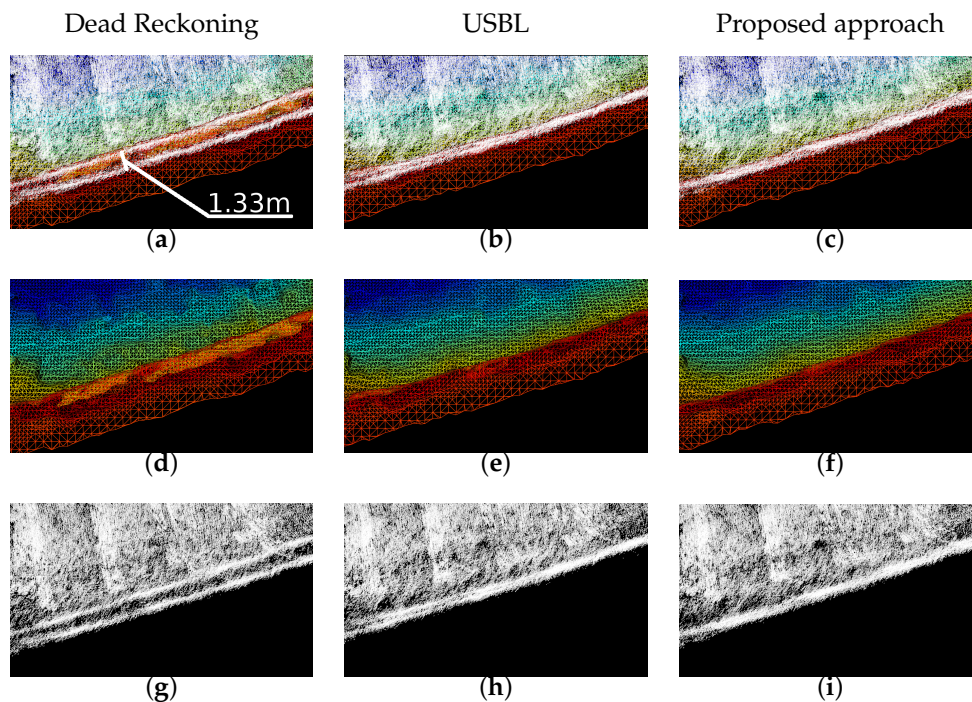 Dead Reckoning USBL Proposed approach
1.33m
(a) (b) (c)
(d) (e) (f)
(g) (h) (i)